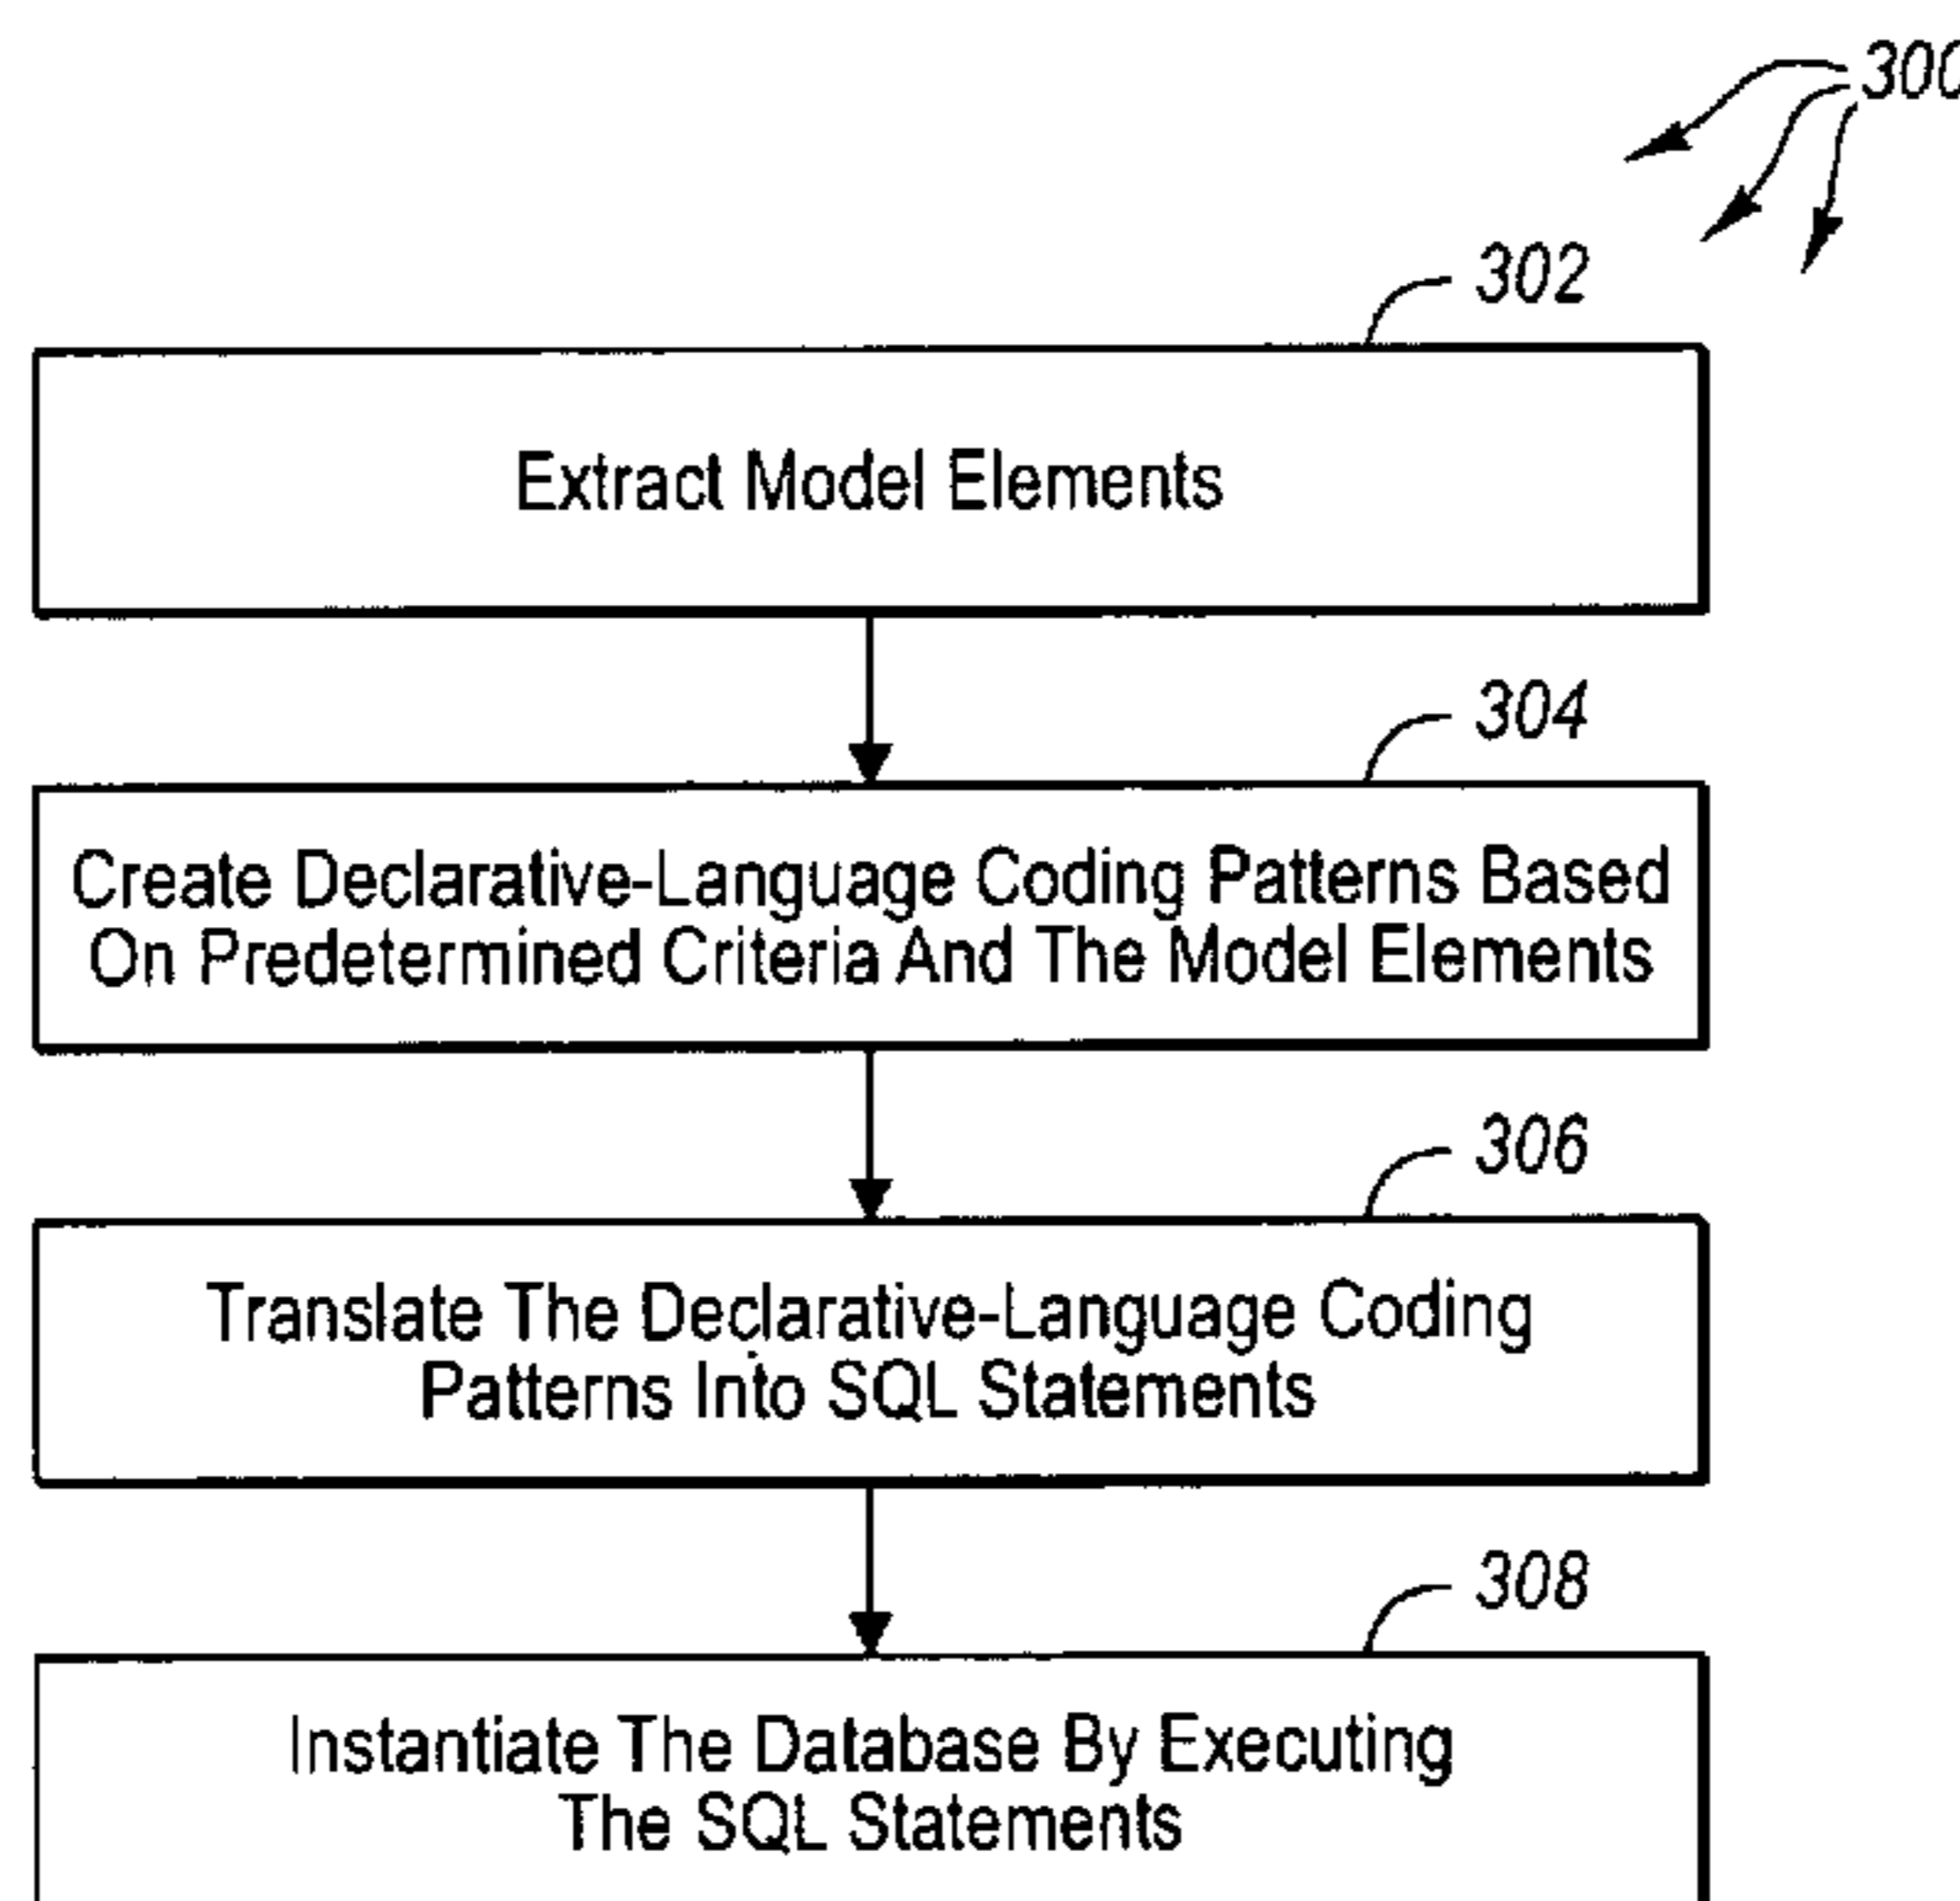 300
302
Extract Model Elements
304
Create Declarative-Language Coding Patterns Based
On Predetermined Criteria And The Model Elements
306
Translate The Declarative-Language Coding
Patterns Into SQL Statements
308
Instantiate The Database By Executing
The SQL Statements